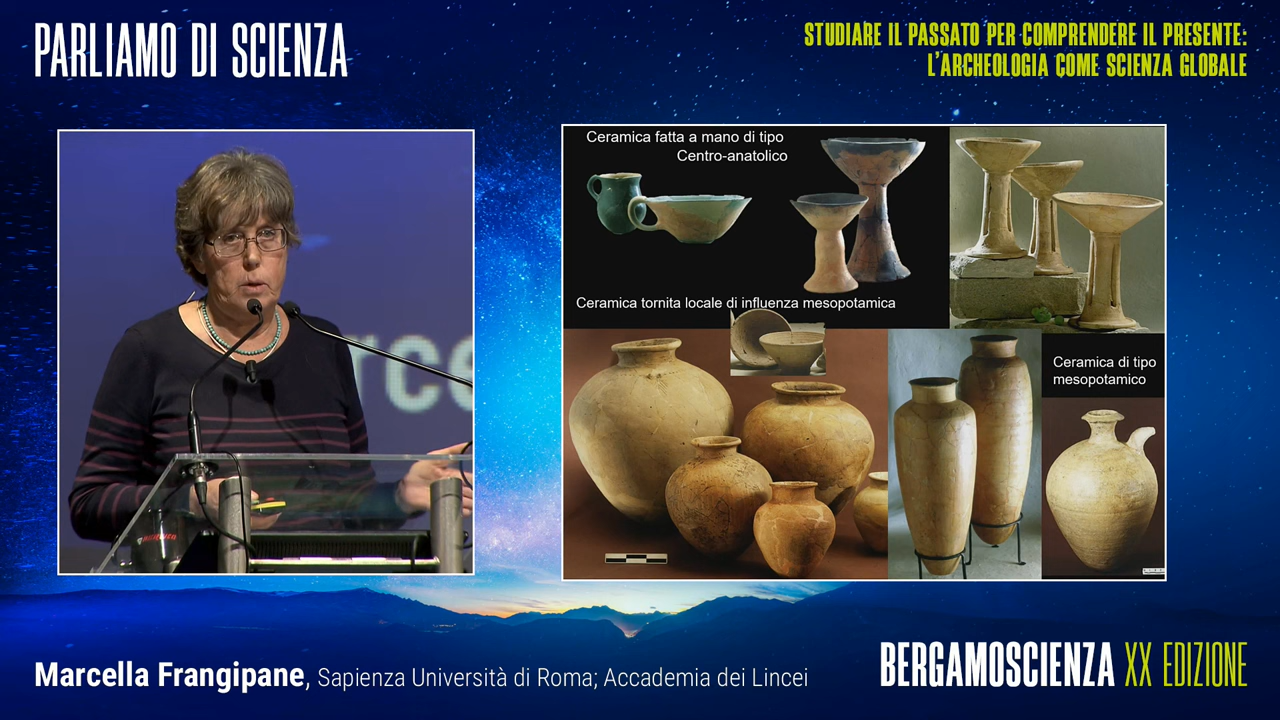 PARLIAMO DI SCIENZA
STUDIARE IL PASSATO PER COMPRENDERE IL PRESENTE:
L'ARCHEOLOGIA COME SCIENZA GLOBALE
Ceramica fatta a mano di tipo
Centro-anatolico
Ceramica tornita locale di influenza mesopotamica
Ceramica di tipo
mesopotamico
Marcella Frangipane, Sapienza Università di Roma; Accademia dei Lincei
BERGAMOSCIENZA XX EDIZIONE